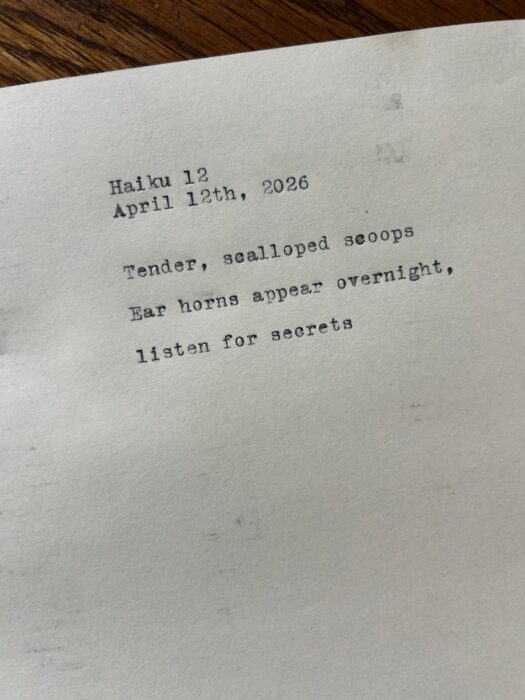 Haiku 12
April 12th, 2026
Tender, scalloped scoops
Ear horns appear overnight,
listen for secrets